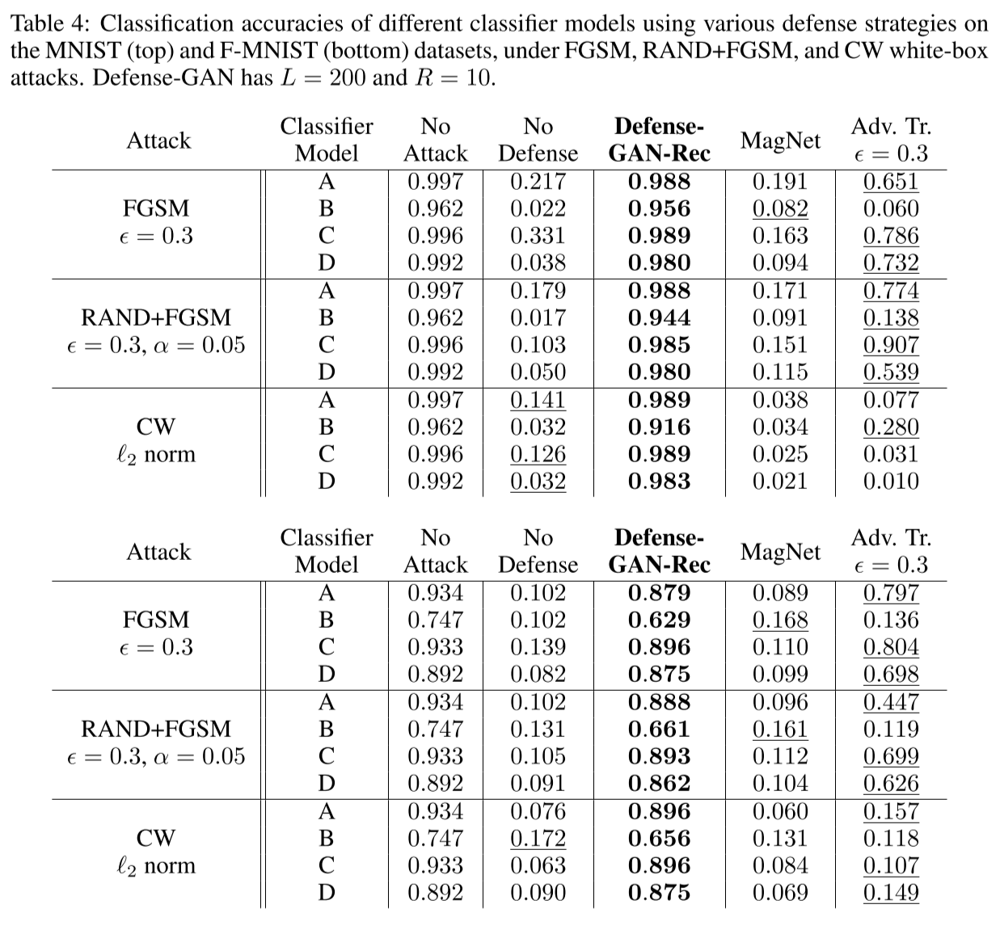 Table 4: Classification accuracies of different classifier models using various defense strategies on
the MNIST (top) and F-MNIST (bottom) datasets, under FGSM, RAND+FGSM, and CW white-box
attacks. Defense-GAN has L = 200 and R = 10.
Attack Classifier Model No Attack No Defense Defense-GAN-Rec MagNet Adv. Tr. ϵ = 0.3
FGSM ϵ = 0.3
A 0.997 0.217 0.988 0.191 0.651
B 0.962 0.022 0.956 0.082 0.060
C 0.996 0.331 0.989 0.163 0.786
D 0.992 0.038 0.980 0.094 0.732
RAND+FGSM ϵ = 0.3, α = 0.05
A 0.997 0.179 0.988 0.171 0.774
B 0.962 0.017 0.944 0.091 0.138
C 0.996 0.103 0.985 0.151 0.907
D 0.992 0.050 0.980 0.115 0.539
CW ℓ₂ norm
A 0.997 0.141 0.989 0.038 0.077
B 0.962 0.032 0.916 0.034 0.280
C 0.996 0.126 0.989 0.025 0.031
D 0.992 0.032 0.983 0.021 0.010
Attack Classifier Model No Attack No Defense Defense-GAN-Rec MagNet Adv. Tr. ϵ = 0.3
FGSM ϵ = 0.3
A 0.934 0.102 0.879 0.089 0.797
B 0.747 0.102 0.629 0.168 0.136
C 0.933 0.139 0.896 0.110 0.804
D 0.892 0.082 0.875 0.099 0.698
RAND+FGSM ϵ = 0.3, α = 0.05
A 0.934 0.102 0.888 0.096 0.447
B 0.747 0.131 0.661 0.161 0.119
C 0.933 0.105 0.893 0.112 0.699
D 0.892 0.091 0.862 0.104 0.626
CW ℓ₂ norm
A 0.934 0.076 0.896 0.060 0.157
B 0.747 0.172 0.656 0.131 0.118
C 0.933 0.063 0.896 0.084 0.107
D 0.892 0.090 0.875 0.069 0.149